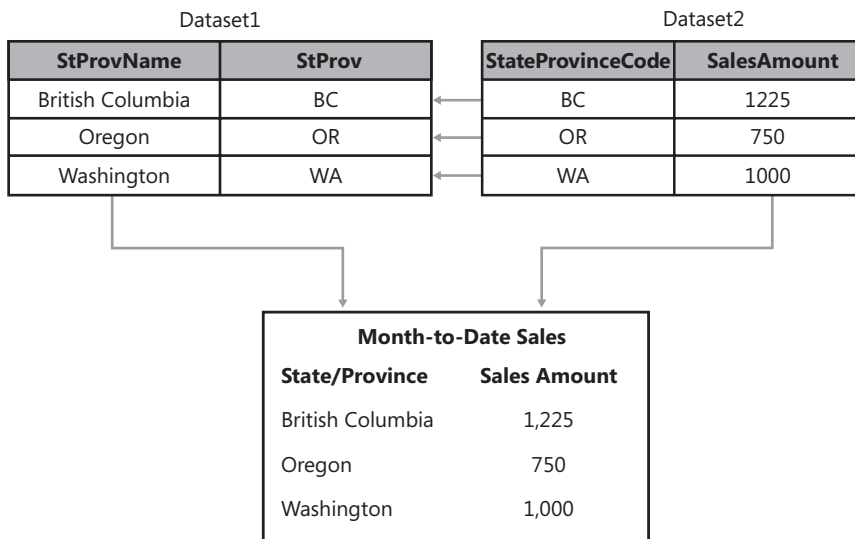 Dataset1 Dataset2
StProvName StProv StateProvinceCode SalesAmount
British Columbia BC BC 1225
Oregon OR OR 750
Washington WA WA 1000
Month-to-Date Sales
State/Province Sales Amount
British Columbia 1,225
Oregon 750
Washington 1,000